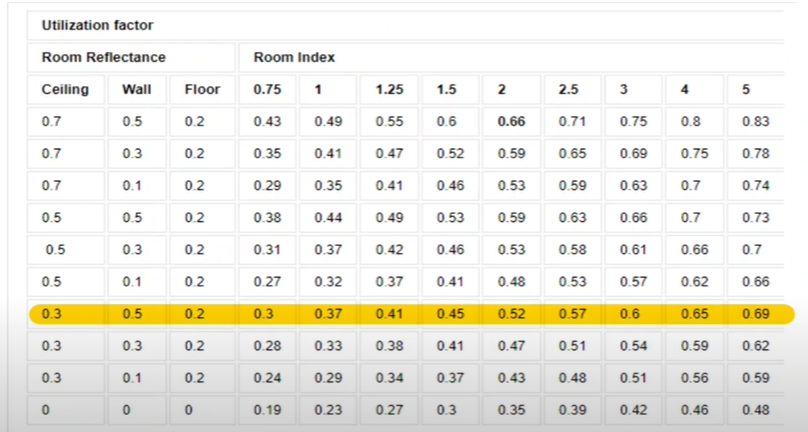 Utilization factor
Room Reflectance Room Index
Ceiling Wall Floor 0.75 1 1.25 1.5 2 2.5 3 4 5
0.7 0.5 0.2 0.43 0.49 0.55 0.6 0.66 0.71 0.75 0.8 0.83
0.7 0.3 0.2 0.35 0.41 0.47 0.52 0.59 0.65 0.69 0.75 0.78
0.7 0.1 0.2 0.29 0.35 0.41 0.46 0.53 0.59 0.63 0.7 0.74
0.5 0.5 0.2 0.38 0.44 0.49 0.53 0.59 0.63 0.66 0.7 0.73
0.5 0.3 0.2 0.31 0.37 0.42 0.46 0.53 0.58 0.61 0.66 0.7
0.5 0.1 0.2 0.27 0.32 0.37 0.41 0.48 0.53 0.57 0.62 0.66
0.3 0.5 0.2 0.3 0.37 0.41 0.45 0.52 0.57 0.6 0.65 0.69
0.3 0.3 0.2 0.28 0.33 0.38 0.41 0.47 0.51 0.54 0.59 0.62
0.3 0.1 0.2 0.24 0.29 0.34 0.37 0.43 0.48 0.51 0.56 0.59
0 0 0 0.19 0.23 0.27 0.3 0.35 0.39 0.42 0.46 0.48